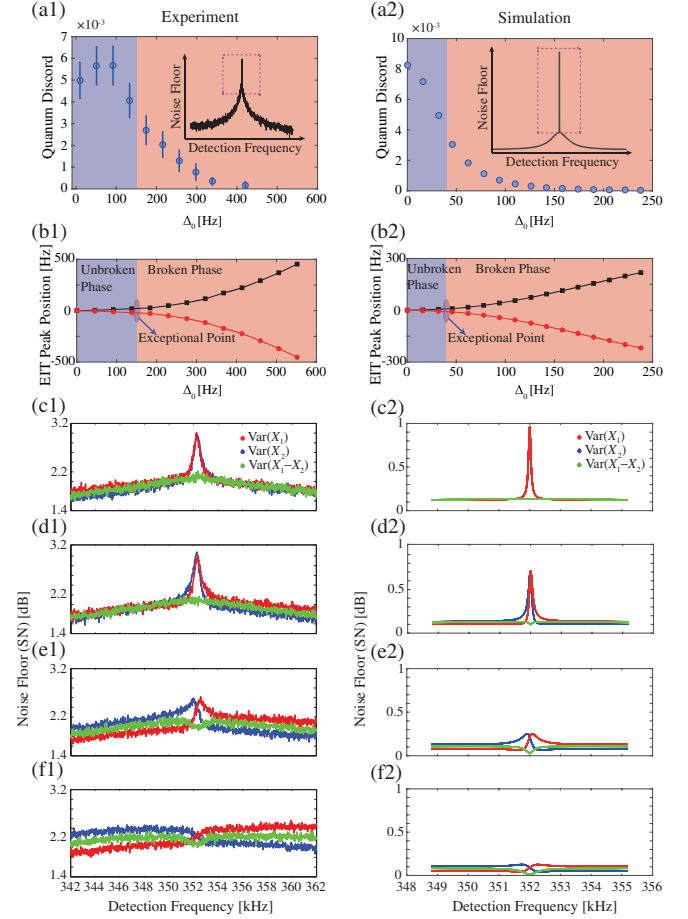 (a1) Experiment
×10⁻³
Quanum Discord
7
6
5
4
3
2
1
0
Noise Floor
Detection Frequency
0 100 200 300 400 500 600
Δ₀ [Hz]
(a2) Simulation
×10⁻³
Quanum Discord
10
8
6
4
2
0
Noise Floor
Detection Frequency
0 50 100 150 200 250
Δ₀ [Hz]
(b1)
EIT Peak Position [Hz]
500
0
-500
Unbroken Phase
Broken Phase
Exceptional Point
0 100 200 300 400 500 600
Δ₀ [Hz]
(b2)
EIT Peak Position [Hz]
300
0
-300
Unbroken Phase
Broken Phase
Exceptional Point
0 50 100 150 200 250
Δ₀ [Hz]
(c1)
3.2
2.2
1.4
Var(X₁)
Var(X₂)
Var(X₁−X₂)
(c2)
1
0.5
0
Var(X₁)
Var(X₂)
Var(X₁−X₂)
(d1)
3.2
2.2
1.4
(d2)
1
0.5
0
Noise Floor (SN) [dB]
Noise Floor (SN) [dB]
(e1)
3.2
2.2
1.4
(e2)
1
0.5
0
(f1)
3.2
2.2
1.4
342 344 346 348 350 352 354 356 358 360 362
Detection Frequency [kHz]
(f2)
1
0.5
0
348 349 350 351 352 353 354 355 356
Detection Frequency [kHz]